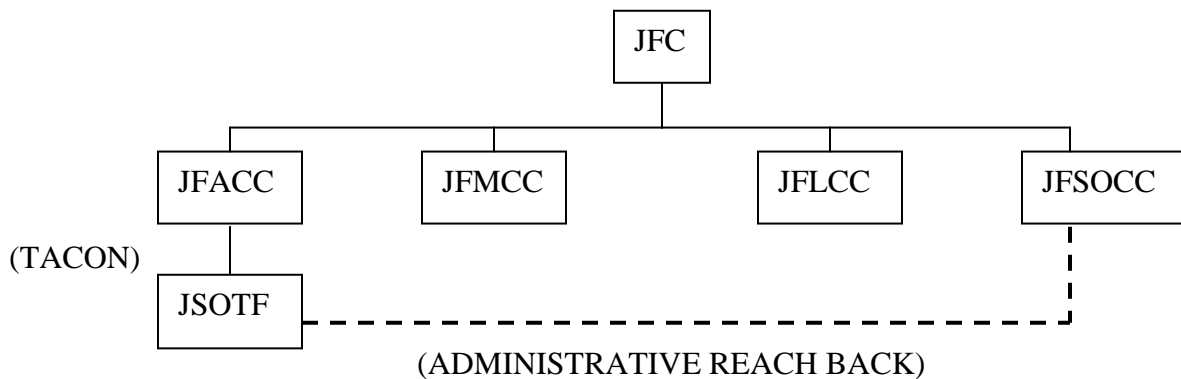 JFC
JFACC JFMCC JFLCC JFSOCC
(TACON)
JSOTF
(ADMINISTRATIVE REACH BACK)